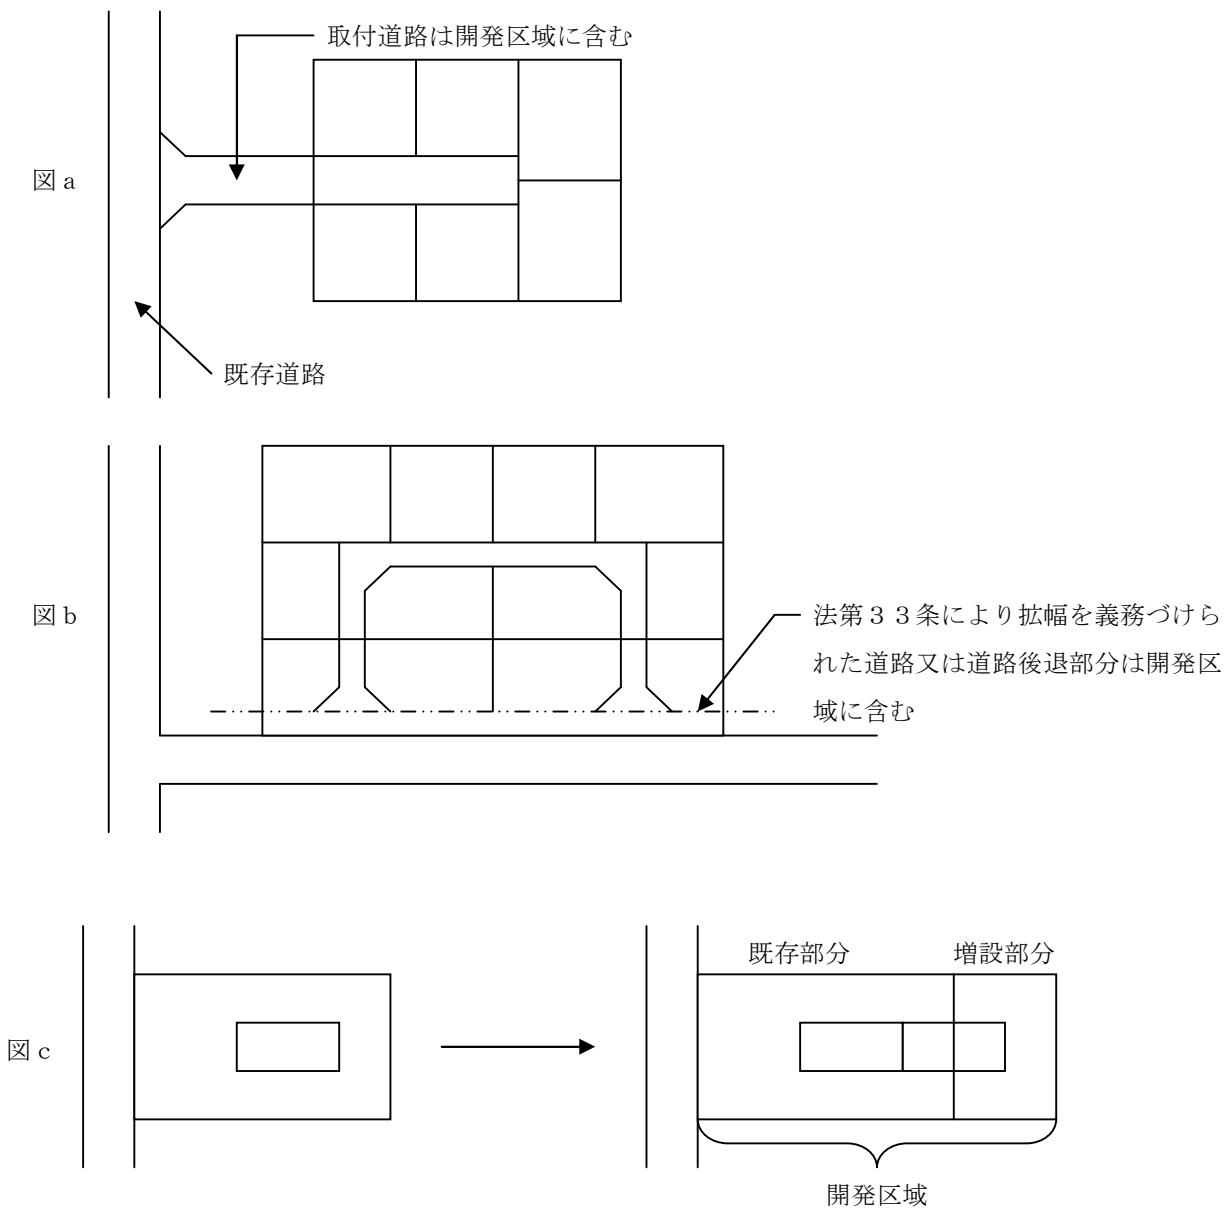 取付道路は開発区域に含む
図a
既存道路
図b
法第33条により拡幅を義務づけら
れた道路又は道路後退部分は開発区
域に含む
既存部分
増設部分
図c
開発区域